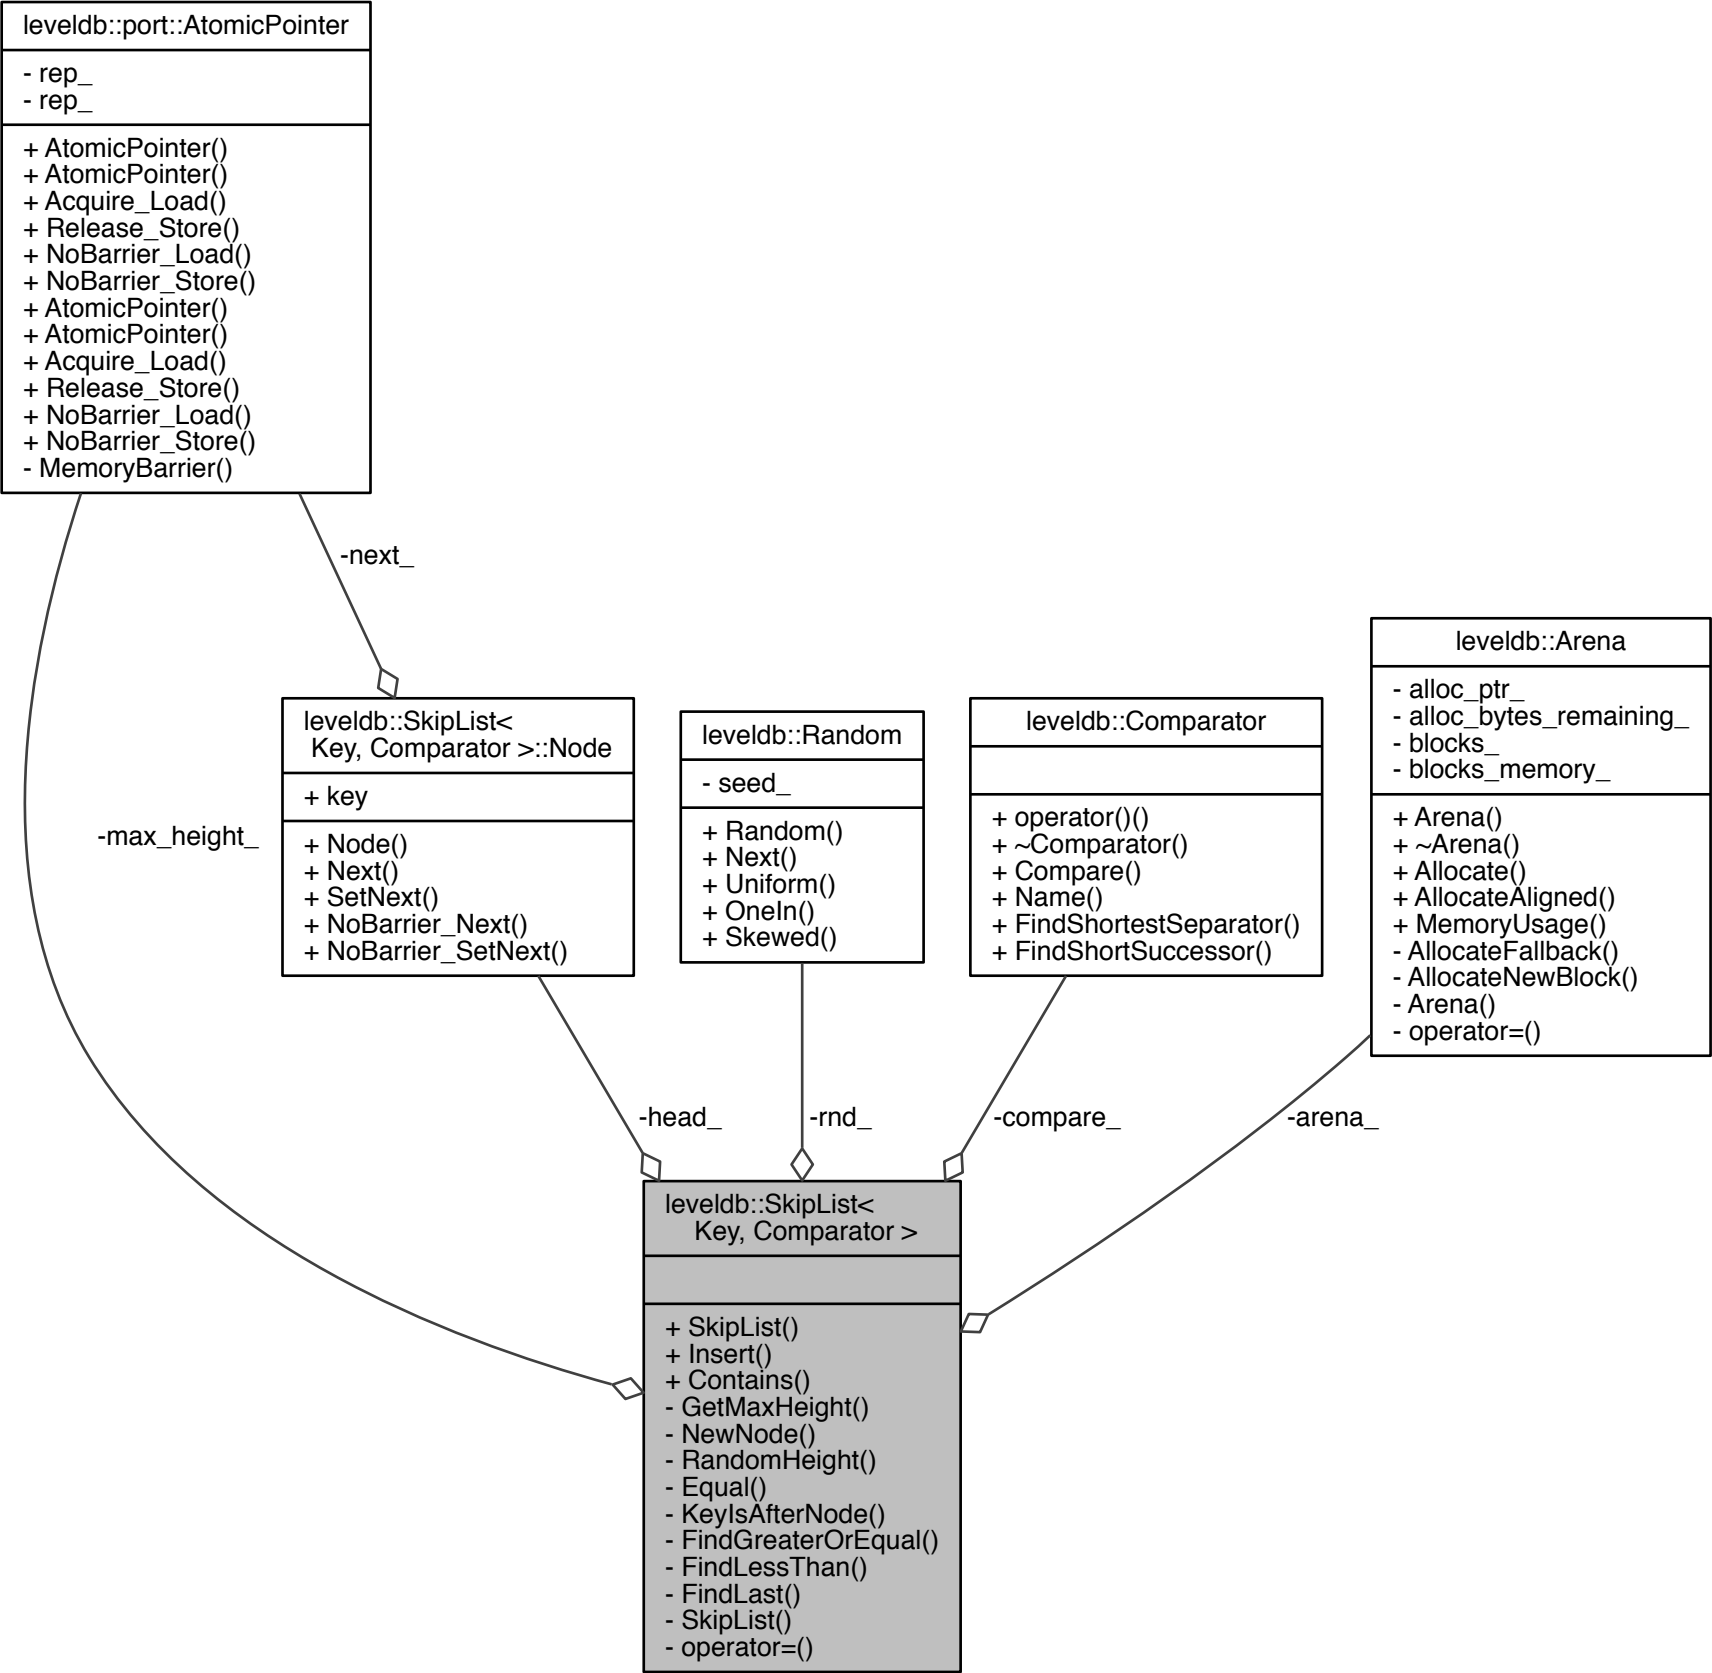 leveldb::port::AtomicPointer
- rep_
- rep_
+ AtomicPointer()
+ AtomicPointer()
+ Acquire_Load()
+ Release_Store()
+ NoBarrier_Load()
+ NoBarrier_Store()
+ AtomicPointer()
+ AtomicPointer()
+ Acquire_Load()
+ Release_Store()
+ NoBarrier_Load()
+ NoBarrier_Store()
- MemoryBarrier()
-next_
-max_height_
leveldb::SkipList<
Key, Comparator >::Node
+ key
+ Node()
+ Next()
+ SetNext()
+ NoBarrier_Next()
+ NoBarrier_SetNext()
leveldb::Random
- seed_
+ Random()
+ Next()
+ Uniform()
+ OneIn()
+ Skewed()
leveldb::Comparator
+ operator()()
+ ~Comparator()
+ Compare()
+ Name()
+ FindShortestSeparator()
+ FindShortSuccessor()
leveldb::Arena
- alloc_ptr_
- alloc_bytes_remaining_
- blocks_
- blocks_memory_
+ Arena()
+ ~Arena()
+ Allocate()
+ AllocateAligned()
+ MemoryUsage()
- AllocateFallback()
- AllocateNewBlock()
- Arena()
- operator=()
-head_
-rnd_
-compare_
-arena_
leveldb::SkipList<
Key, Comparator >
+ SkipList()
+ Insert()
+ Contains()
- GetMaxHeight()
- NewNode()
- RandomHeight()
- Equal()
- KeyIsAfterNode()
- FindGreaterOrEqual()
- FindLessThan()
- FindLast()
- SkipList()
- operator=()